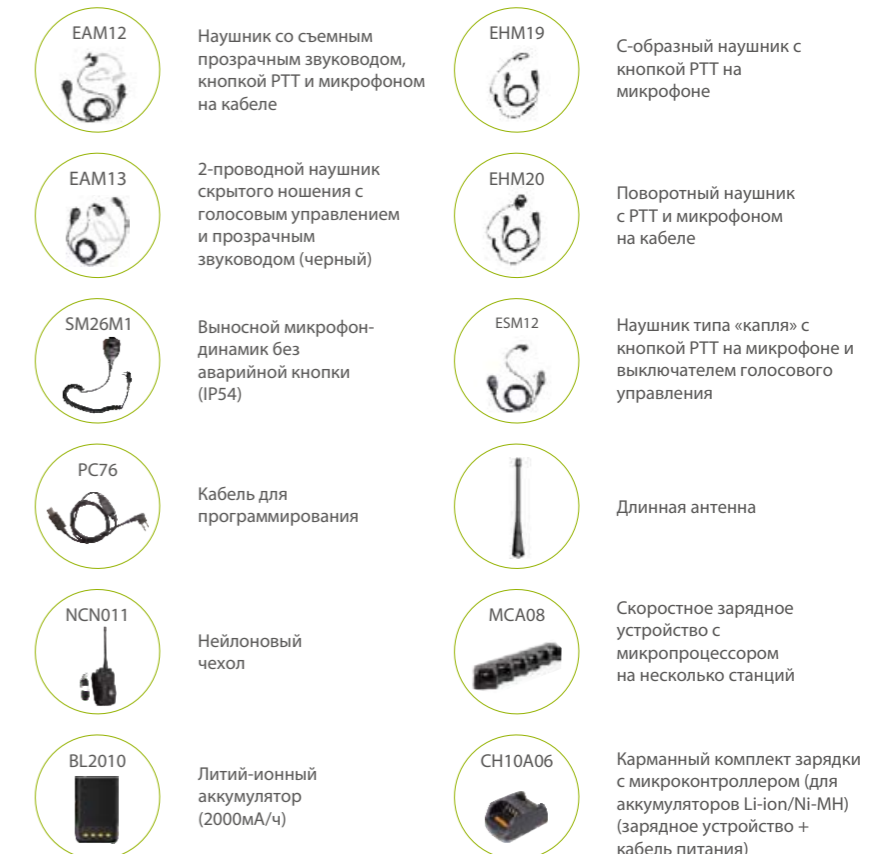 EAM12
Наушник со съемным
прозрачным звуководом,
кнопкой PTT и микрофоном
на кабеле
EHM19
C-образный наушник с
кнопкой PTT на
микрофоне
EAM13
2-проводной наушник
скрытого ношения с
голосовым управлением
и прозрачным
звуководом (черный)
EHM20
Поворотный наушник
с PTT и микрофоном
на кабеле
SM26M1
Выносной микрофон-
динамик без
аварийной кнопки
(IP54)
ESM12
Наушник типа «капля» с
кнопкой PTT на микрофоне и
выключателем голосового
управления
PC76
Кабель для
программирования
Длинная антенна
NCN011
Нейлоновый
чехол
MCA08
Скоростное зарядное
устройство с
микропроцессором
на несколько станций
BL2010
Литий-ионный
аккумулятор
(2000мА/ч)
CH10A06
Карманный комплект зарядки
с микроконтроллером (для
аккумуляторов Li-ion/Ni-MH)
(зарядное устройство +
кабель питания)